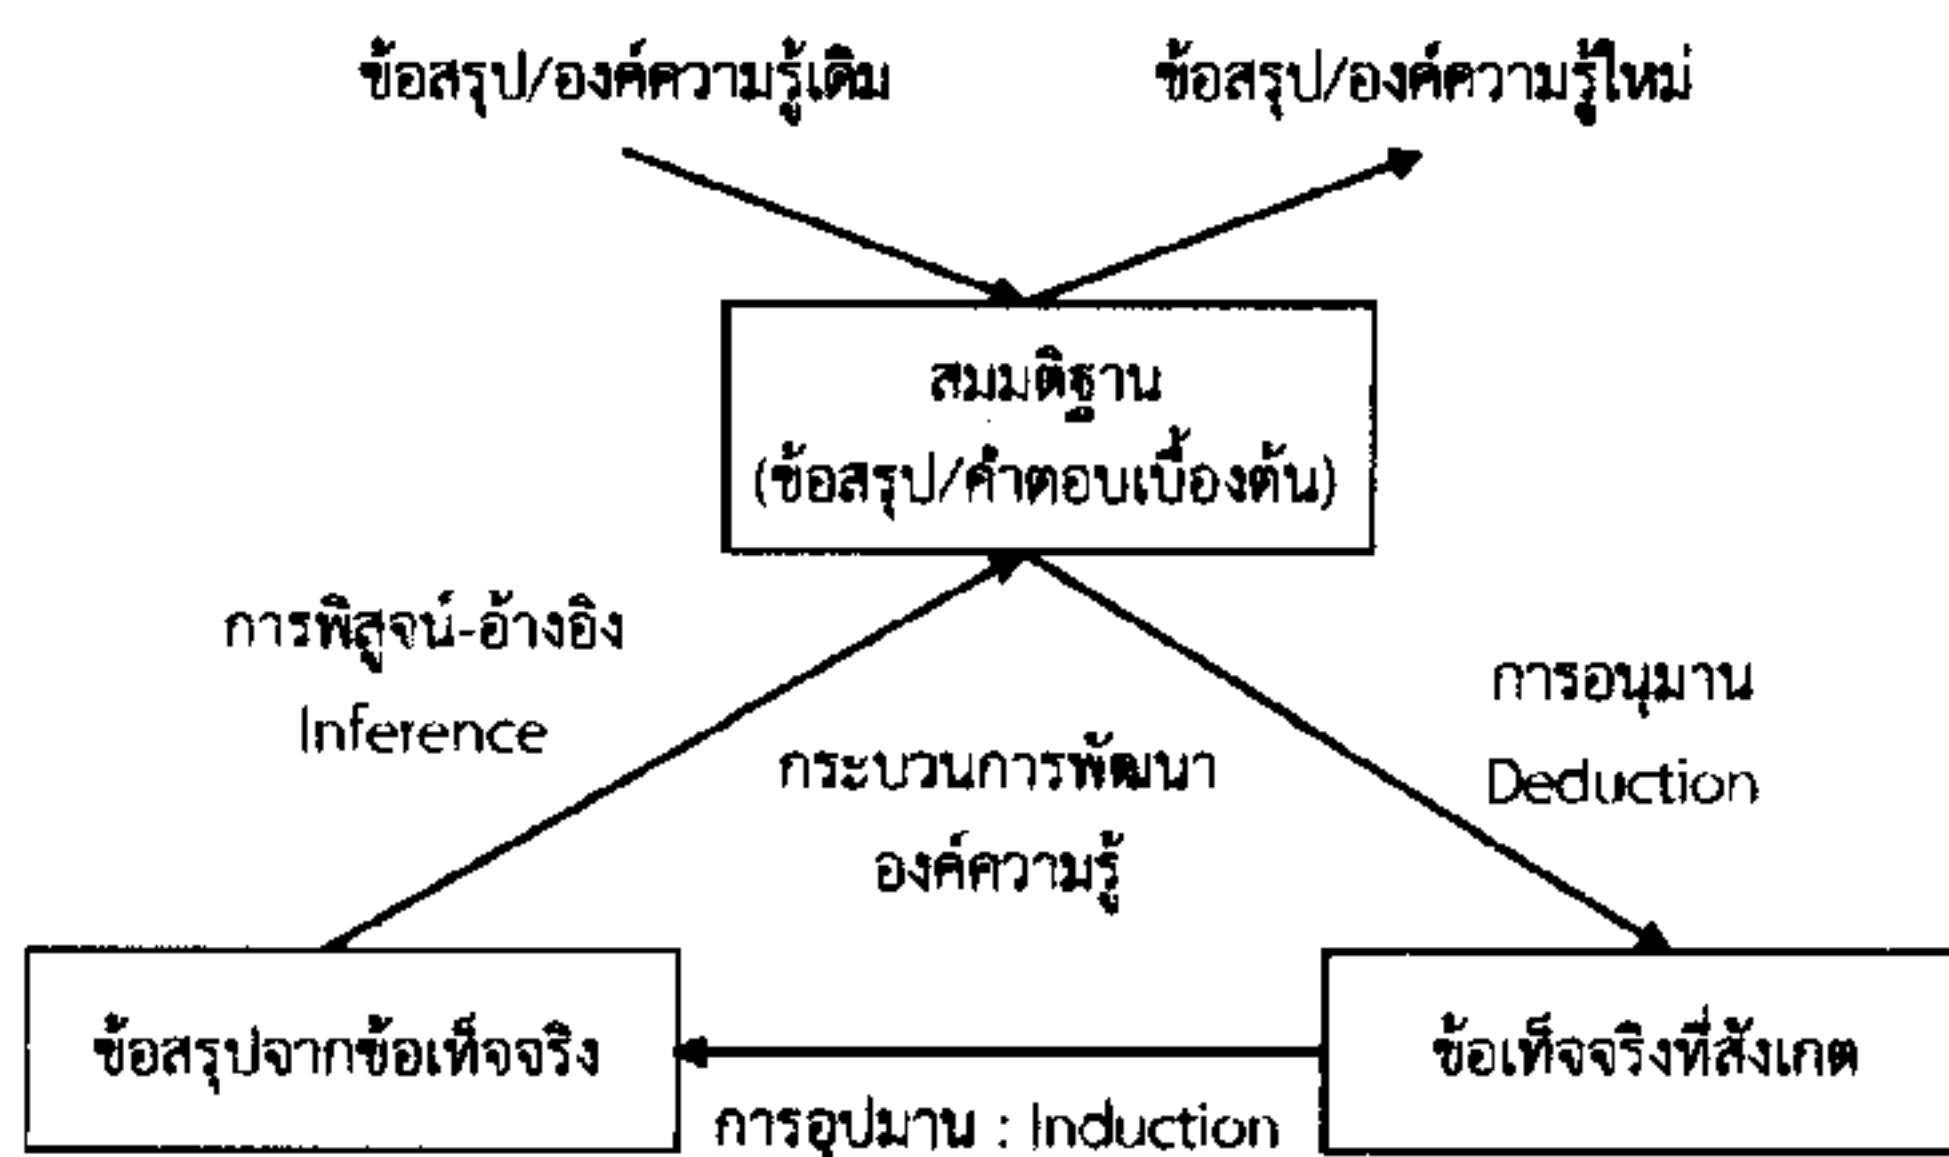 ข้อสรุป/องค์ความรู้เดิม
ข้อสรุป/องค์ความรู้ใหม่
สมมติฐาน
(ข้อสรุป/คำตอบเบื้องต้น)
การพิสูจน์-อ้างอิง
Inference
การอนุมาน
Deduction
กระบวนการพัฒนา
องค์ความรู้
ข้อสรุปจากข้อเท็จจริง
ข้อเท็จจริงที่สังเกต
การอุปมาน : Induction